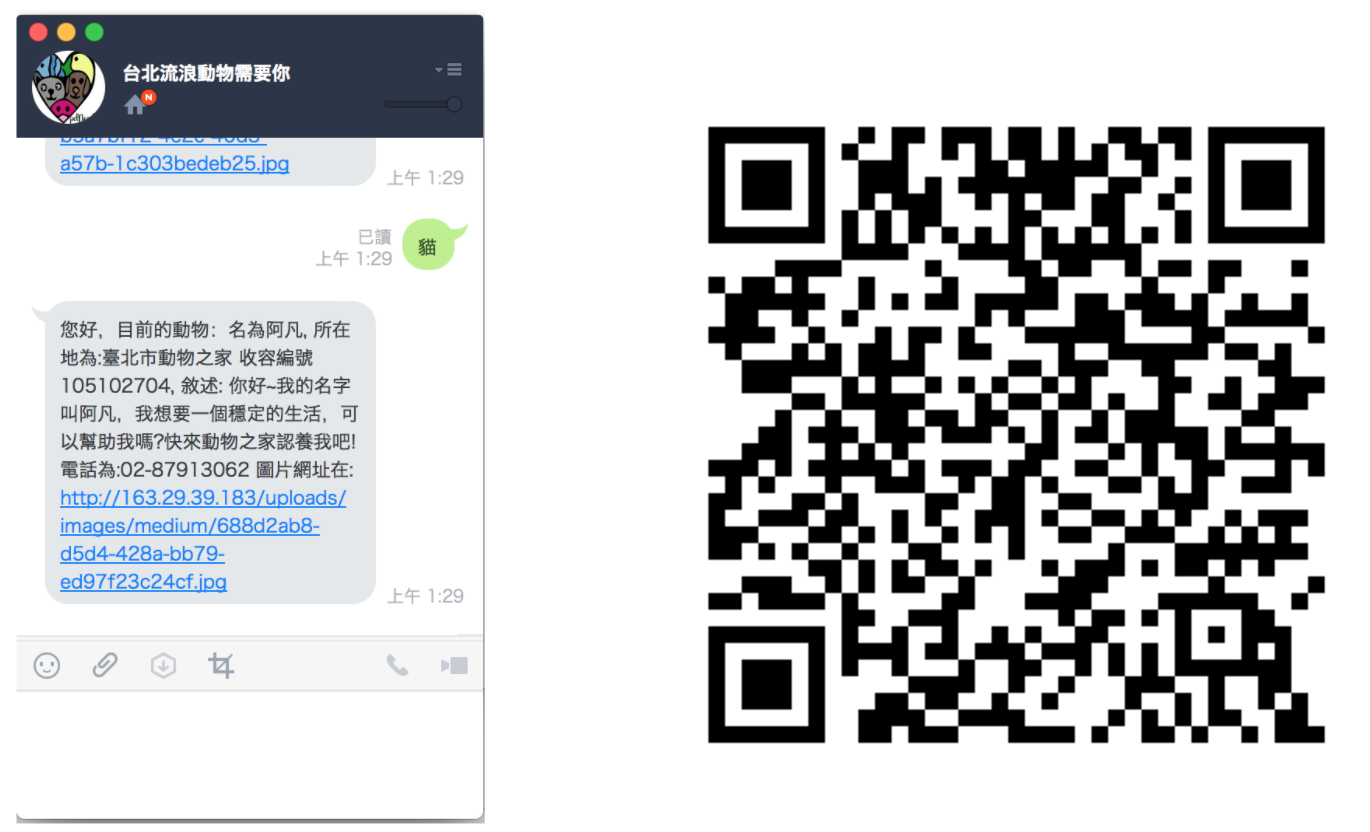 台北流浪動物需要你
N
a57b-1c303bedeb25.jpg
上午 1:29
已讀
上午 1:29
貓
您好，目前的動物：名為阿凡, 所在
地為:臺北市動物之家 收容編號
105102704, 敘述: 你好~我的名字
叫阿凡，我想要一個穩定的生活，可
以幫助我嗎?快來動物之家認養我吧!
電話為:02-87913062 圖片網址在:
http://163.29.39.183/uploads/
images/medium/688d2ab8-
d5d4-428a-bb79-
ed97f23c24cf.jpg
上午 1:29